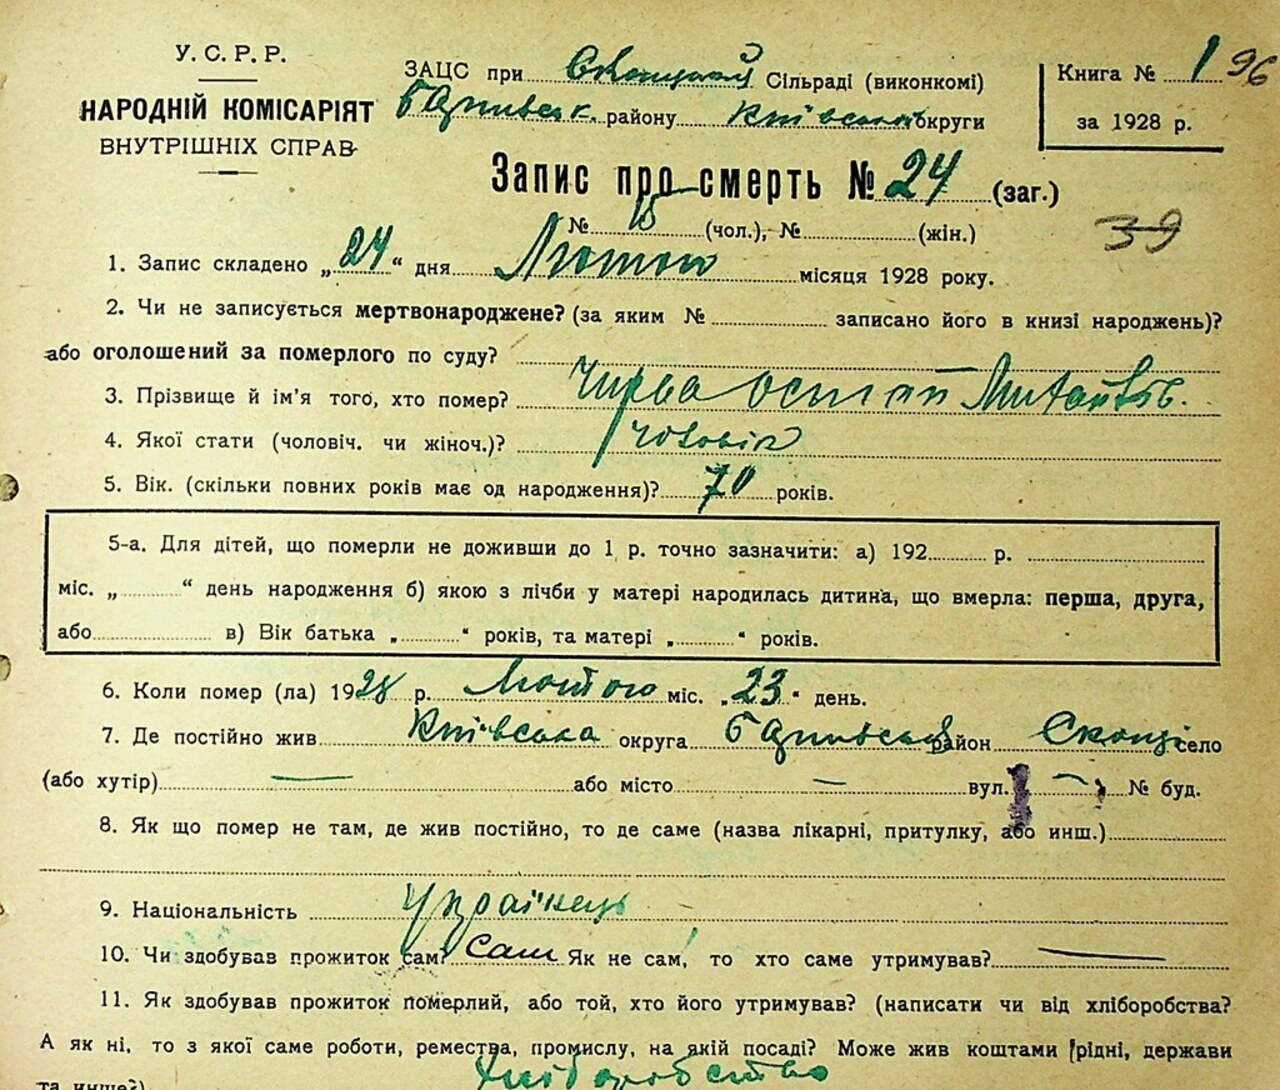 У. С. Р. Р.
НАРОДНІЙ КОМІСАРІЯТ
ВНУТРІШНІХ СПРАВ
ЗАЦС при Скопецкій Сільраді (виконкомі)
району Київської округи
Книга № 1 96
за 1928 р.
Запис про смерть № 24 (заг.)
№ 15 (чол.), № (жін.)
39
1. Запис складено „24“ дня Лютого місяця 1928 року.
2. Чи не записується мертвонароджене? (за яким № записано його в книзі народжень)?
або оголошений за померлого по суду?
3. Прізвище й ім'я того, хто помер? Чирва Остап Михайлов.
4. Якої стати (чоловіч. чи жіноч.)? чоловік
5. Вік. (скільки повних років має од народження)? 70 років.
5-а. Для дітей, що померли не доживши до 1 р. точно зазначити: а) 192 р.
міс. „ “ день народження б) якою з лічби у матері народилась дитина, що вмерла: перша, друга,
або в) Вік батька „ “ років, та матері „ “ років.
6. Коли помер (ла) 1928 р. Лютого міс. „23“ день.
7. Де постійно жив Київська округа район Скопці село
(або хутір) — або місто — вул. — № буд.
8. Як що помер не там, де жив постійно, то де саме (назва лікарні, притулку, або инш.)
9. Національність Українець
10. Чи здобував прожиток сам? сам Як не сам, то хто саме утримував? —
11. Як здобував прожиток померлий, або той, хто його утримував? (написати чи від хліборобства?
А як ні, то з якої саме роботи, ремества, промислу, на якій посаді? Може жив коштами рідні, держави
та инше?) Хліборобство